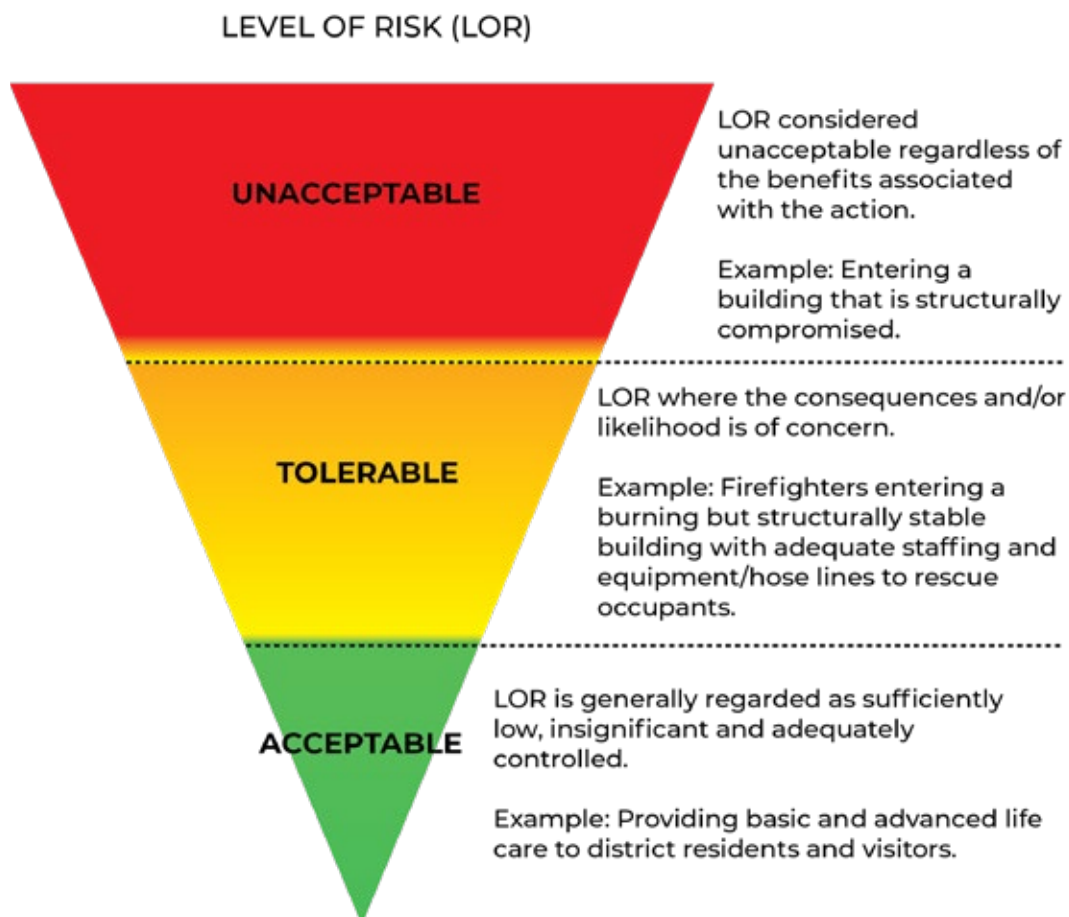 LEVEL OF RISK (LOR)
UNACCEPTABLE
LOR considered
unacceptable regardless of
the benefits associated
with the action.
Example: Entering a
building that is structurally
compromised.
TOLERABLE
LOR where the consequences and/or
likelihood is of concern.
Example: Firefighters entering a
burning but structurally stable
building with adequate staffing and
equipment/hose lines to rescue
occupants.
ACCEPTABLE
LOR is generally regarded as sufficiently
low, insignificant and adequately
controlled.
Example: Providing basic and advanced life
care to district residents and visitors.